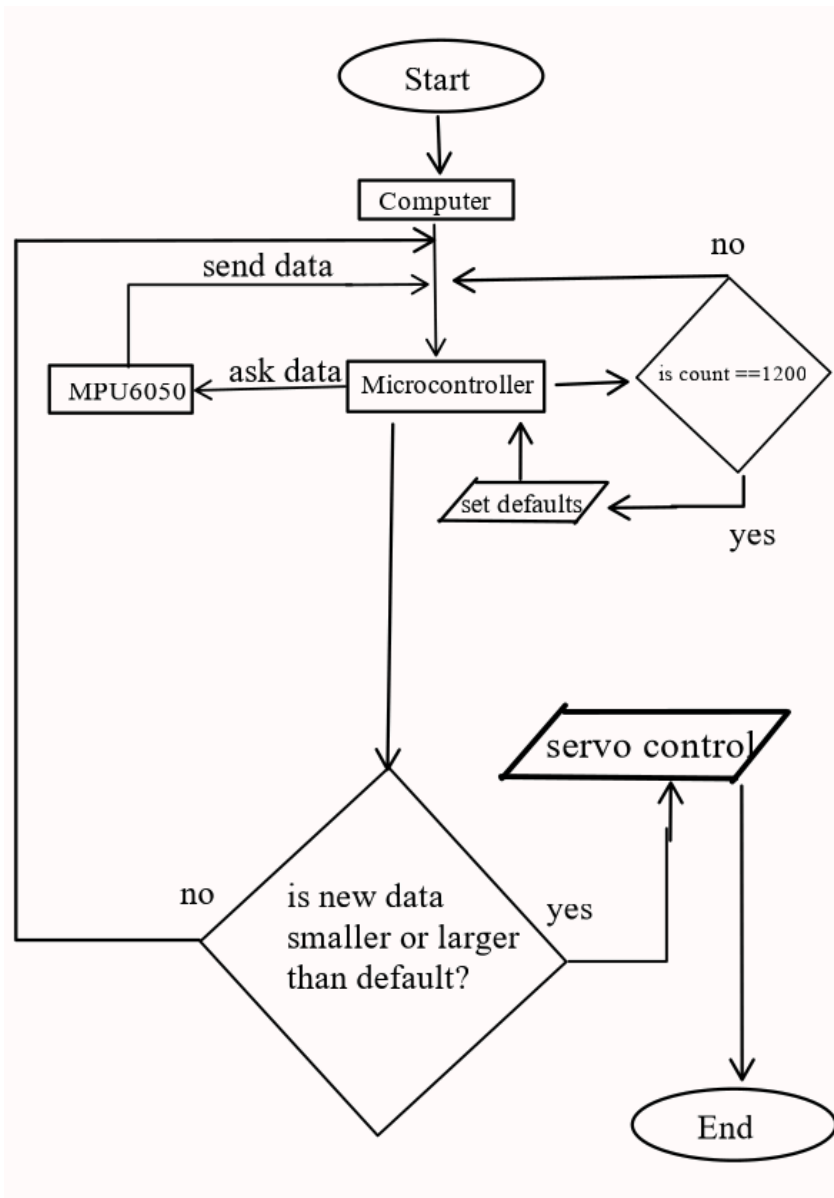 Start
Computer
no
send data
ask data
MPU6050
Microcontroller
is count ==1200
set defaults
yes
servo control
no
is new data
smaller or larger
than default?
yes
End